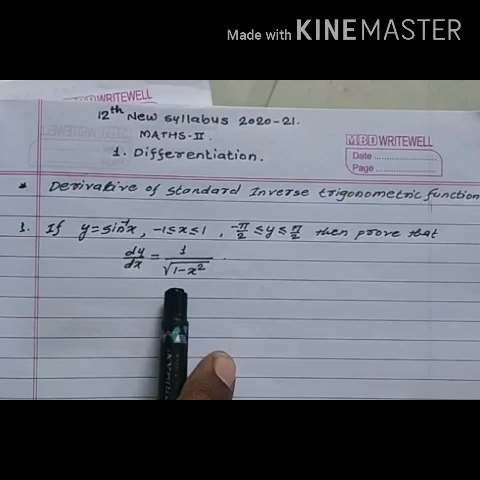 Made with KINEMASTER
WRITEWELL
12th New Syllabus 2020-21.
MATHS-II
1. Differentiation.
MBD WRITEWELL
Date ..........
Page ..........
* Derivative of Standard Inverse trigonometric function
1. If y = sin⁻¹x, -1≤x≤1, -π/2 ≤ y ≤ π/2 then prove that
dy/dx = 1/√(1-x²)